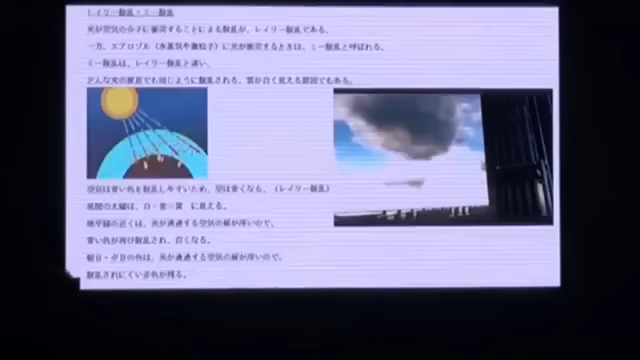 レイリー散乱・ミー散乱
光が空気の分子に衝突することによる散乱が、レイリー散乱である。
一方、エアロゾル（水蒸気や微粒子）に光が衝突するときは、ミー散乱と呼ばれる。
ミー散乱は、レイリー散乱と違い、
どんな光の波長でも同じように散乱される。雲が白く見える原因でもある。
空気は青い色を散乱しやすいため、空は青くなる。（レイリー散乱）
昼間の太陽は、白～黄 に見える。
地平線の近くは、光が通過する空気の層が厚いので、
青い色が再び散乱され、白くなる。
朝日・夕日の色は、光が通過する空気の層が厚いので、
散乱されにくい赤色が残る。